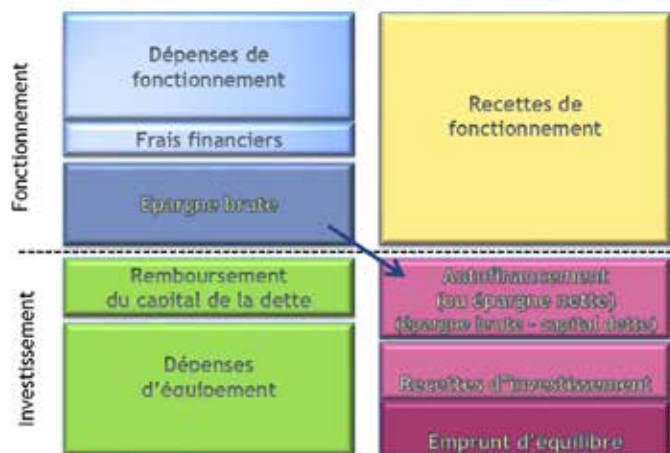 Fonctionnement
Dépenses de
fonctionnement
Frais financiers
Epargne brute
Recettes de
fonctionnement
Investissement
Remboursement
du capital de la dette
Dépenses
d'équipement
Autofinancement
(ou épargne nette)
(épargne brute - capital dette)
Recettes d'investissement
Emprunt d'équilibre